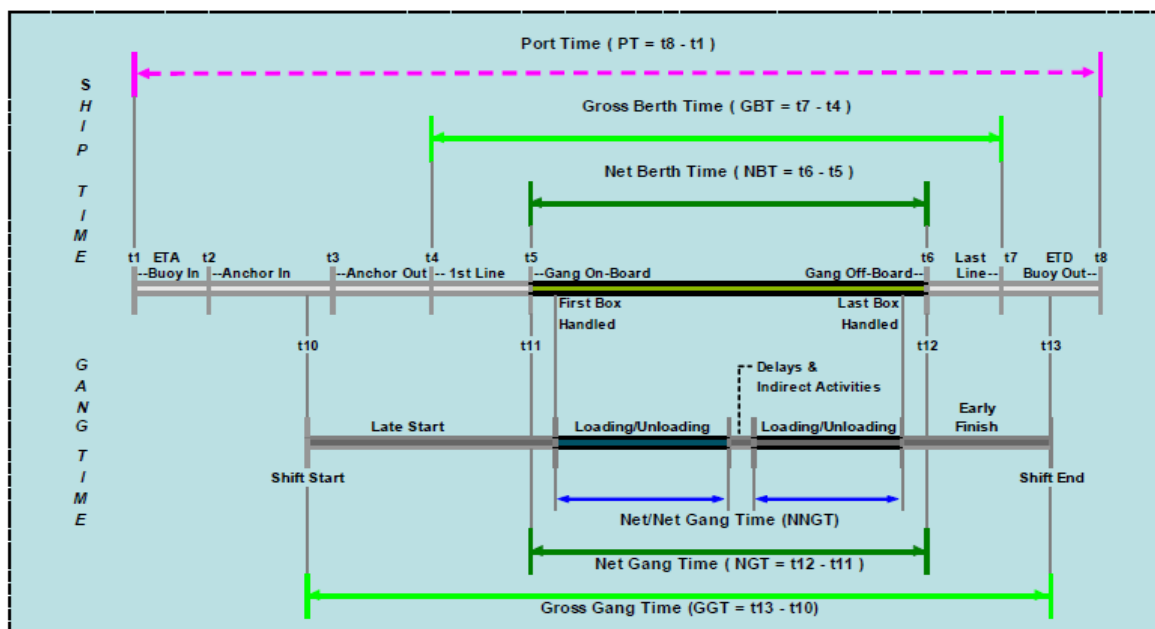 Port Time ( PT = t8 - t1 )
SHIP TIME
Gross Berth Time ( GBT = t7 - t4 )
Net Berth Time ( NBT = t6 - t5 )
t1 ETA t2 t3 t4 t5 t6 Last t7 ETD t8
--Buoy In --Anchor In --Anchor Out -- 1st Line --Gang On-Board Gang Off-Board-- Line-- Buoy Out--
First Box Last Box
Handled Handled
t10 t11 t12 t13
GANG TIME
Delays &
Indirect Activities
Late Start Loading/Unloading Loading/Unloading Early
Finish
Shift Start Shift End
Net/Net Gang Time (NNGT)
Net Gang Time ( NGT = t12 - t11 )
Gross Gang Time (GGT = t13 - t10)